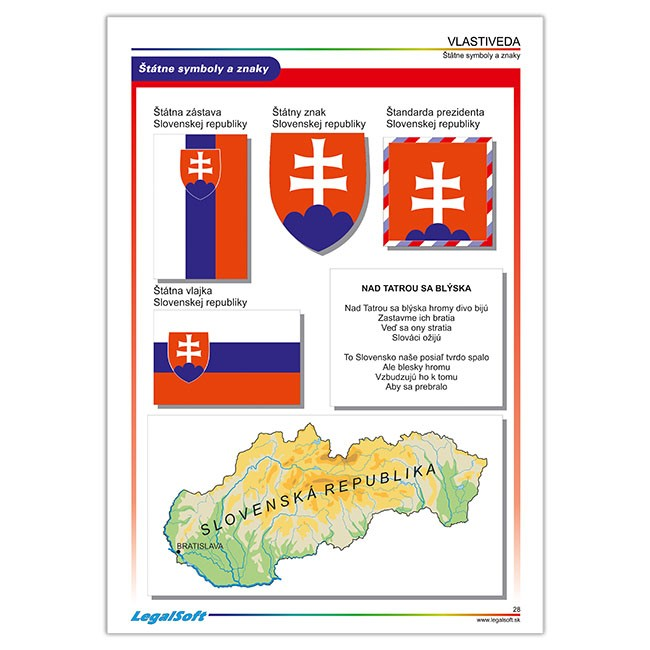 VLASTIVEDA
Štátne symboly a znaky
Štátne symboly a znaky
Štátna zástava
Slovenskej republiky
Štátny znak
Slovenskej republiky
Štandarda prezidenta
Slovenskej republiky
Štátna vlajka
Slovenskej republiky
NAD TATROU SA BLÝSKA
Nad Tatrou sa blýska hromy divo bijú
Zastavme ich bratia
Veď sa ony stratia
Slováci ožijú
To Slovensko naše posiaľ tvrdo spalo
Ale blesky hromu
Vzbudzujú ho k tomu
Aby sa prebralo
SLOVENSKÁ REPUBLIKA
BRATISLAVA
LegalSoft
28
www.legalsoft.sk